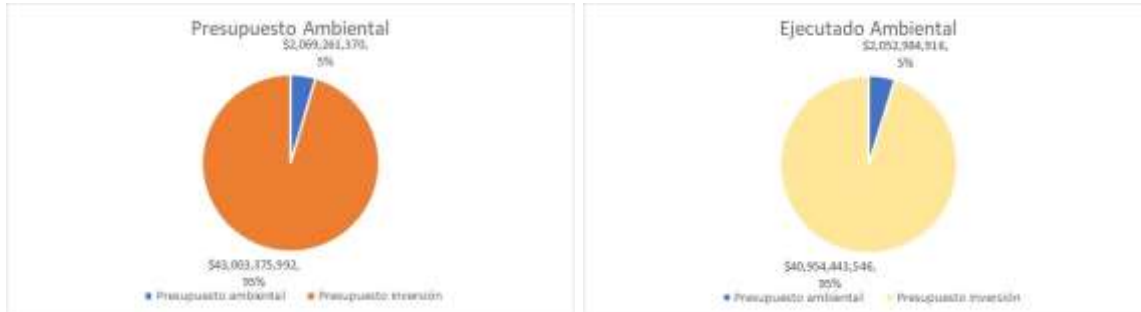 Presupuesto Ambiental
$2,069,261,370,
5%
$43,063,375,992,
95%
Presupuesto ambiental Presupuesto Inversión
Ejecutado Ambiental
$2,052,984,916,
5%
$40,954,443,546,
95%
Presupuesto ambiental Presupuesto Inversión